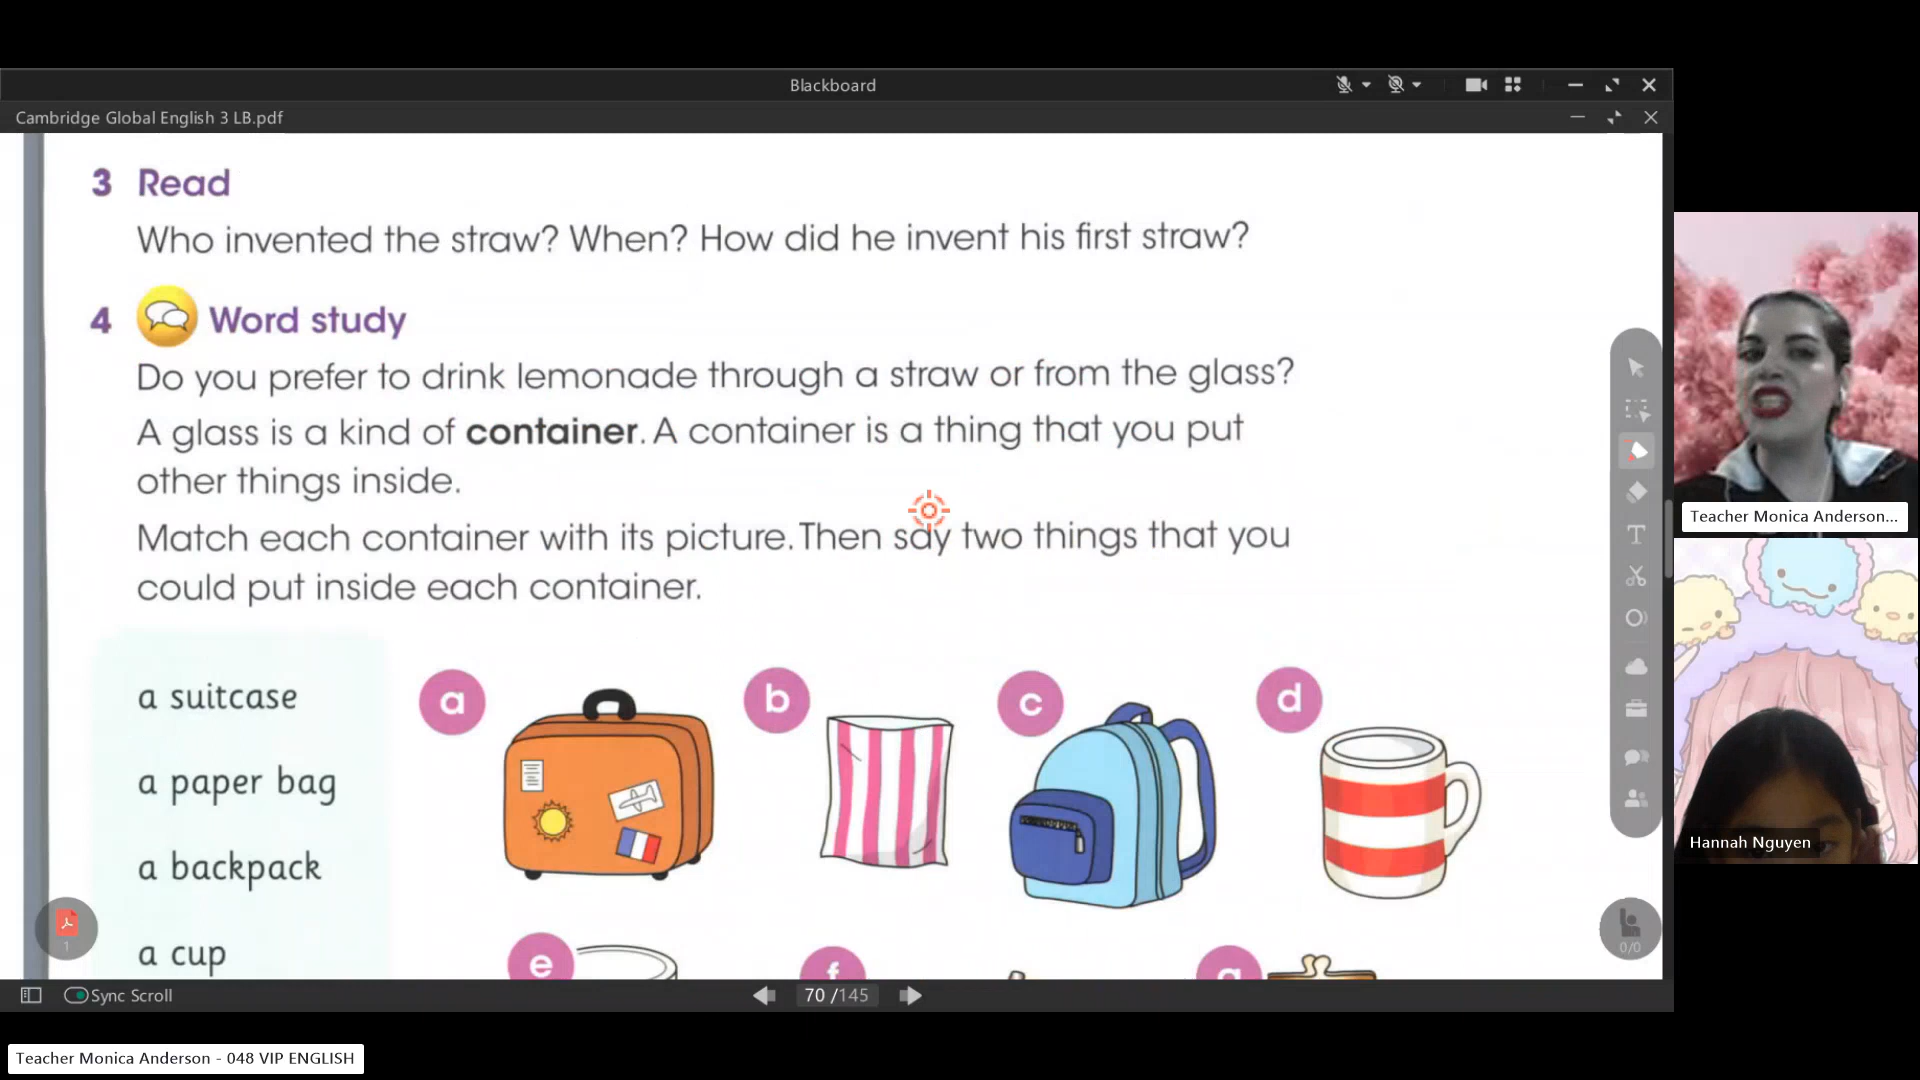 Blackboard
Cambridge Global English 3 LB.pdf
3 Read
Who invented the straw? When? How did he invent his first straw?
4 Word study
Do you prefer to drink lemonade through a straw or from the glass?
A glass is a kind of container. A container is a thing that you put
other things inside.
Match each container with its picture. Then say two things that you
could put inside each container.
a suitcase
a paper bag
a backpack
a cup
a
b
c
d
e
f
g
1
0/0
Sync Scroll
70 /145
Teacher Monica Anderson...
Hannah Nguyen
Teacher Monica Anderson - 048 VIP ENGLISH